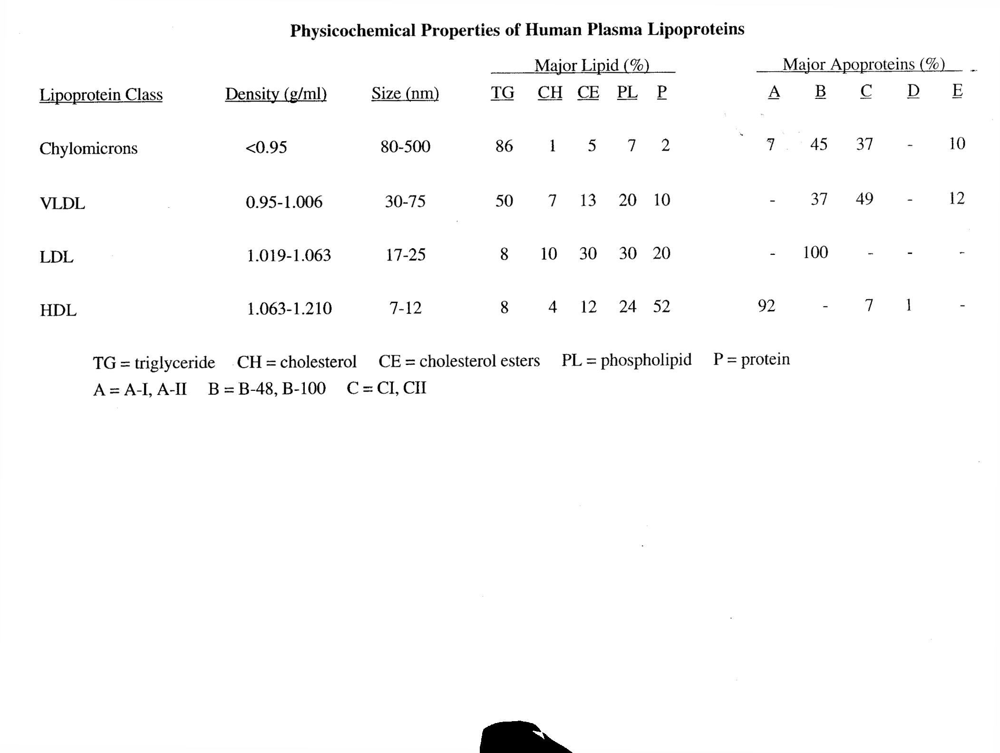 Physicochemical Properties of Human Plasma Lipoproteins
Major Lipid (%) Major Apoproteins (%)
Lipoprotein Class Density (g/ml) Size (nm) TG CH CE PL P A B C D E
Chylomicrons <0.95 80-500 86 1 5 7 2 7 45 37 - 10
VLDL 0.95-1.006 30-75 50 7 13 20 10 - 37 49 - 12
LDL 1.019-1.063 17-25 8 10 30 30 20 - 100 - - -
HDL 1.063-1.210 7-12 8 4 12 24 52 92 - 7 1 -
TG = triglyceride CH = cholesterol CE = cholesterol esters PL = phospholipid P = protein
A = A-I, A-II B = B-48, B-100 C = CI, CII